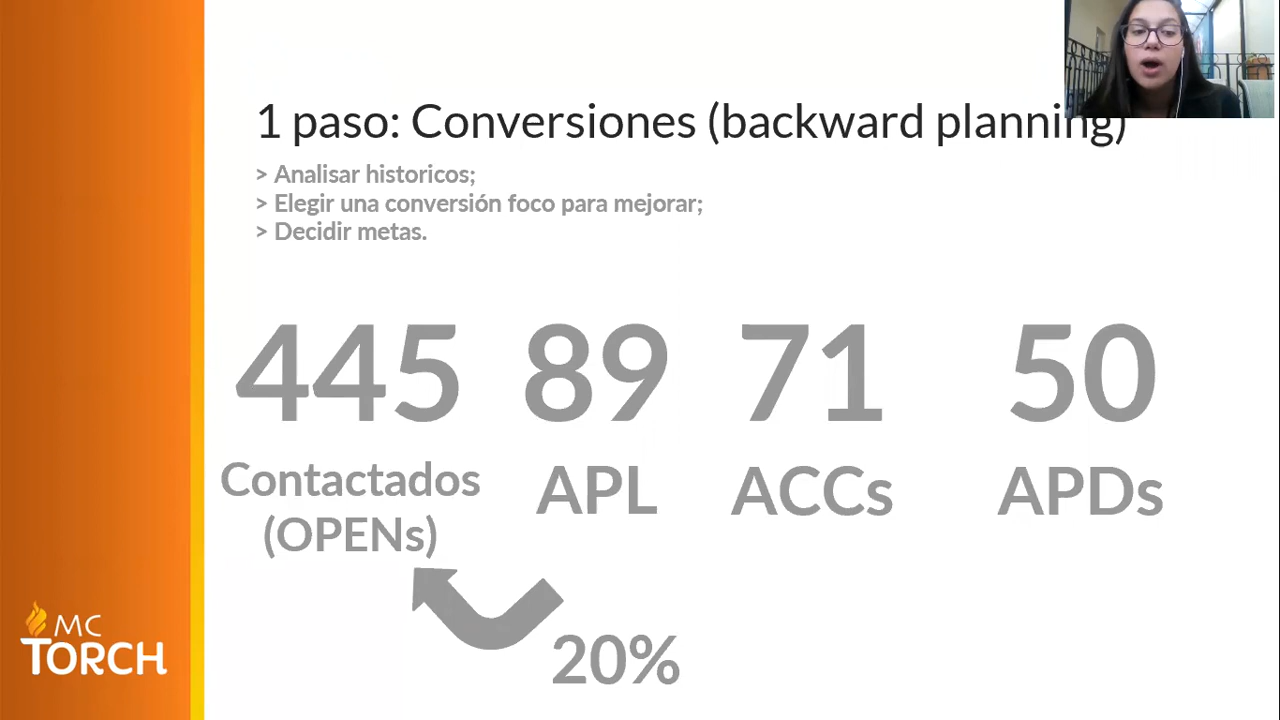 1 paso: Conversiones (backward planning)
> Analisar historicos;
> Elegir una conversión foco para mejorar;
> Decidir metas.
445 89 71 50
Contactados
(OPENs)
APL ACCs APDs
20%
MC
TORCH